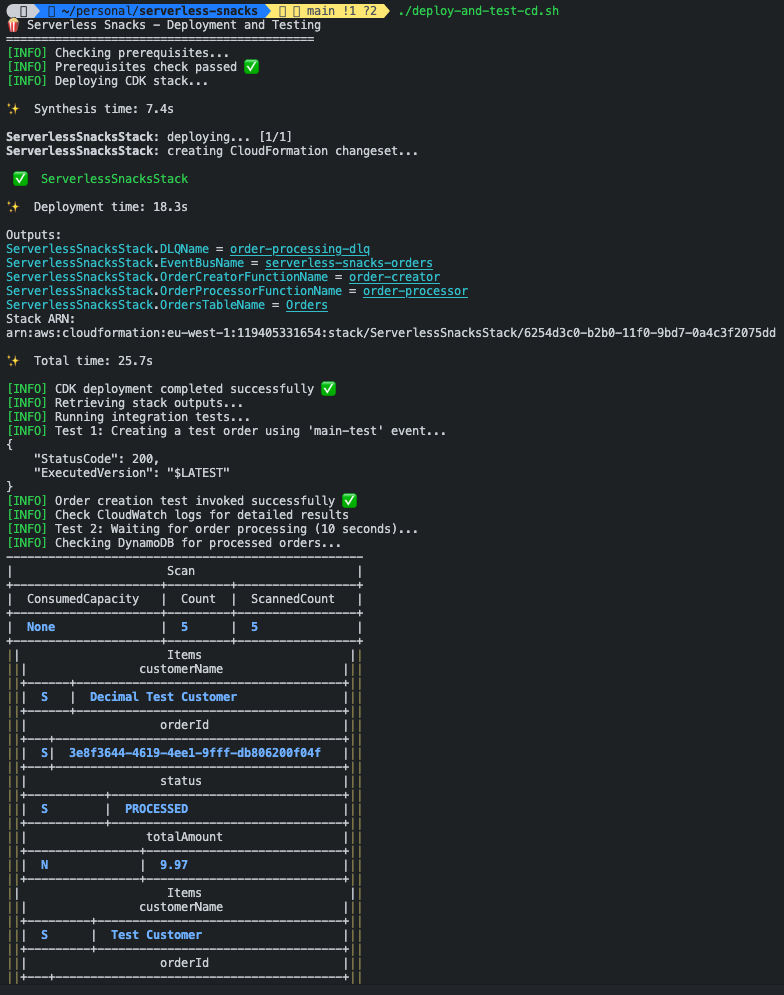 ~/personal/serverless-snacks main !1 ?2 ./deploy-and-test-cd.sh
🍿 Serverless Snacks - Deployment and Testing
============================================
[INFO] Checking prerequisites...
[INFO] Prerequisites check passed ✅
[INFO] Deploying CDK stack...
✨ Synthesis time: 7.4s
ServerlessSnacksStack: deploying... [1/1]
ServerlessSnacksStack: creating CloudFormation changeset...
✅ ServerlessSnacksStack
✨ Deployment time: 18.3s
Outputs:
ServerlessSnacksStack.DLQName = order-processing-dlq
ServerlessSnacksStack.EventBusName = serverless-snacks-orders
ServerlessSnacksStack.OrderCreatorFunctionName = order-creator
ServerlessSnacksStack.OrderProcessorFunctionName = order-processor
ServerlessSnacksStack.OrdersTableName = Orders
Stack ARN:
arn:aws:cloudformation:eu-west-1:119405331654:stack/ServerlessSnacksStack/6254d3c0-b2b0-11f0-9bd7-0a4c3f2075dd
✨ Total time: 25.7s
[INFO] CDK deployment completed successfully ✅
[INFO] Retrieving stack outputs...
[INFO] Running integration tests...
[INFO] Test 1: Creating a test order using 'main-test' event...
{
    "StatusCode": 200,
    "ExecutedVersion": "$LATEST"
}
[INFO] Order creation test invoked successfully ✅
[INFO] Check CloudWatch logs for detailed results
[INFO] Test 2: Waiting for order processing (10 seconds)...
[INFO] Checking DynamoDB for processed orders...
Scan
ConsumedCapacity | Count | ScannedCount
None | 5 | 5
Items
customerName
S | Decimal Test Customer
orderId
S| 3e8f3644-4619-4ee1-9fff-db806200f04f
status
S | PROCESSED
totalAmount
N | 9.97
Items
customerName
S | Test Customer
orderId